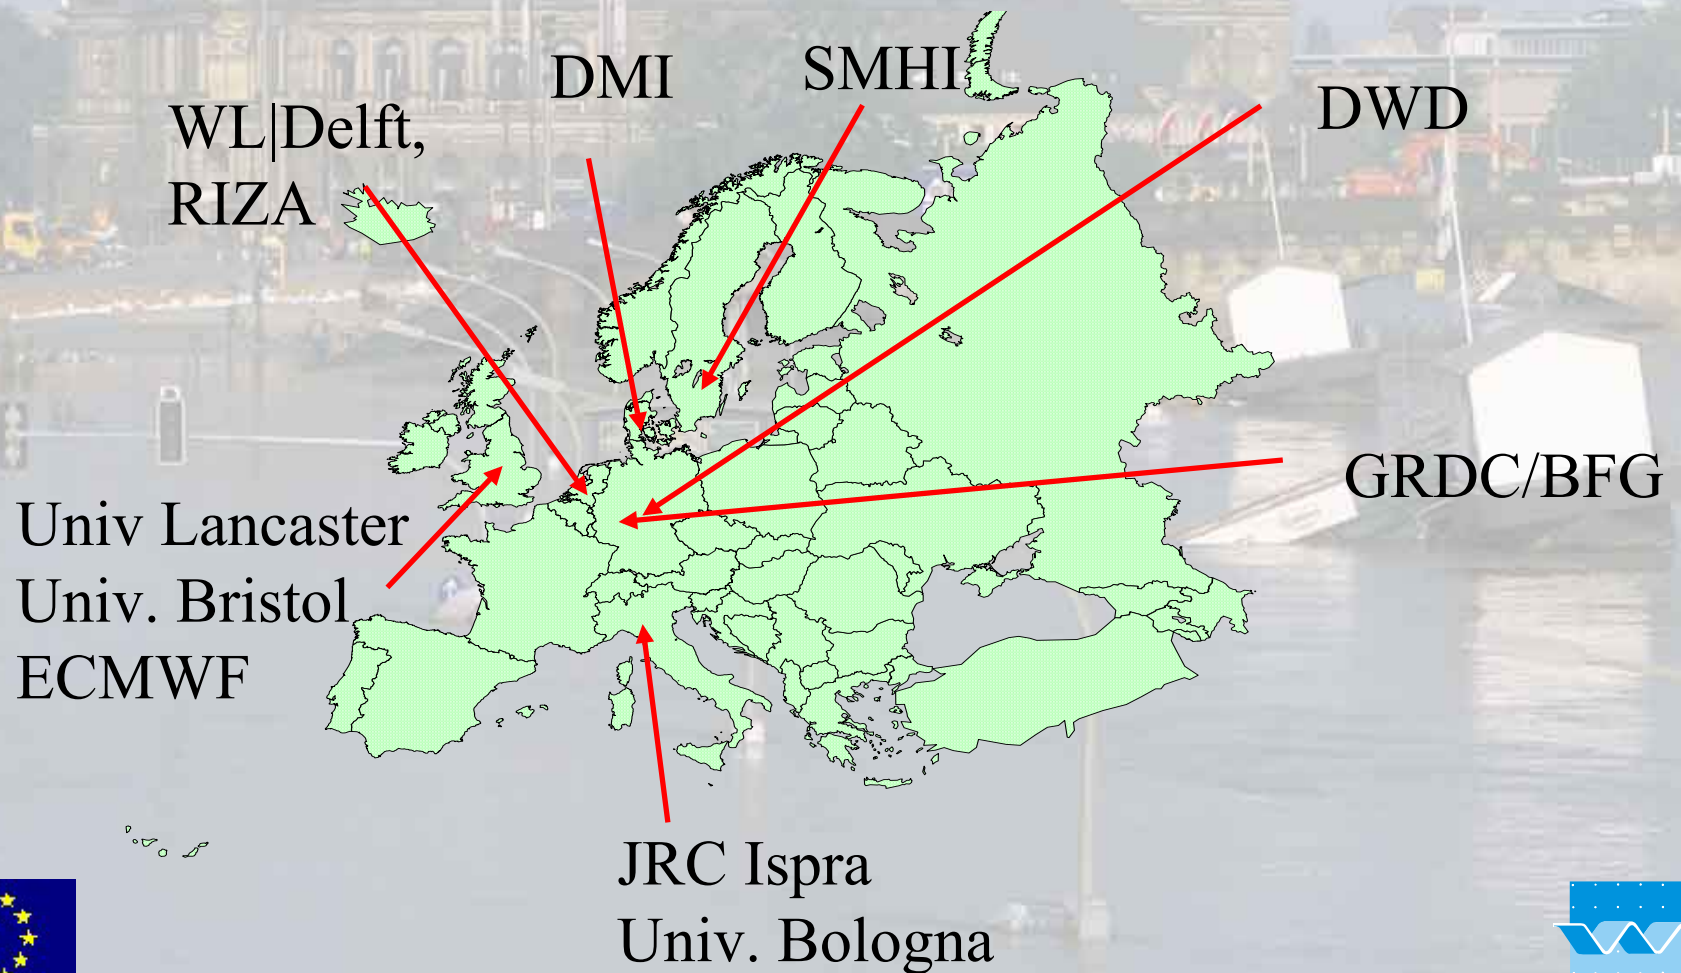 DMI
SMHI
DWD
WL|Delft,
RIZA
GRDC/BFG
Univ Lancaster
Univ. Bristol
ECMWF
JRC Ispra
Univ. Bologna